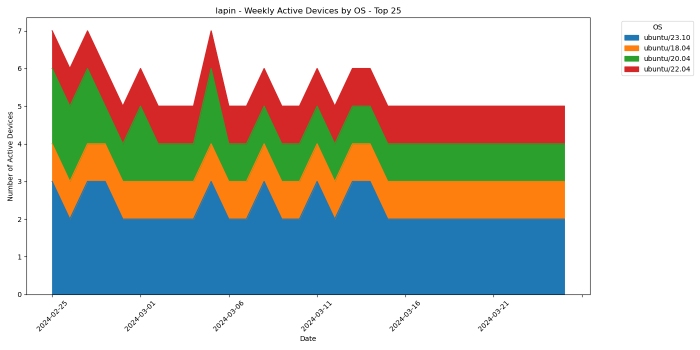 lapin - Weekly Active Devices by OS - Top 25
OS
ubuntu/23.10
ubuntu/18.04
ubuntu/20.04
ubuntu/22.04
Number of Active Devices
7
6
5
4
3
2
1
0
2024-02-25
2024-03-01
2024-03-06
2024-03-11
2024-03-16
2024-03-21
Date